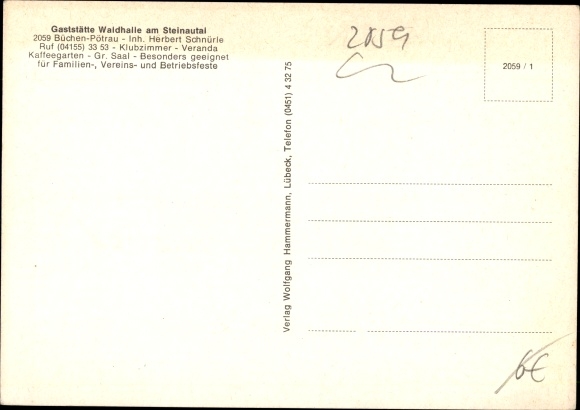 Gaststätte Waldhalle am Steinautal
2059 Büchen-Pötrau - Inh. Herbert Schnürle
Ruf (04155) 33 53 - Klubzimmer - Veranda
Kaffeegarten - Gr. Saal - Besonders geeignet
für Familien-, Vereins- und Betriebsfeste
Verlag Wolfgang Hammermann, Lübeck, Telefon (0451) 4 32 75
2059
2059 / 1
6€